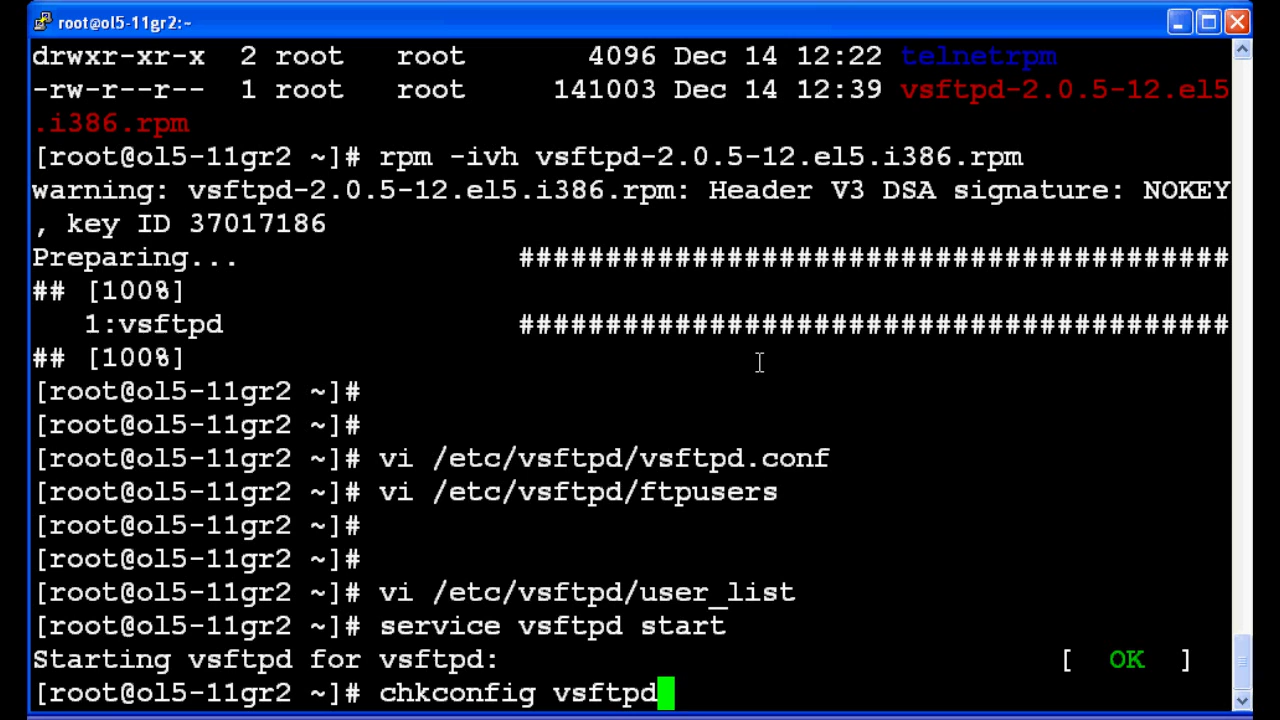 root@ol5-11gr2:~
drwxr-xr-x  2 root   root         4096 Dec 14 12:22 telnetrpm
-rw-r--r--  1 root   root       141003 Dec 14 12:39 vsftpd-2.0.5-12.el5
.i386.rpm
[root@ol5-11gr2 ~]# rpm -ivh vsftpd-2.0.5-12.el5.i386.rpm
warning: vsftpd-2.0.5-12.el5.i386.rpm: Header V3 DSA signature: NOKEY
, key ID 37017186
Preparing...                #########################################
## [100%]
   1:vsftpd                 #########################################
## [100%]
[root@ol5-11gr2 ~]#
[root@ol5-11gr2 ~]#
[root@ol5-11gr2 ~]# vi /etc/vsftpd/vsftpd.conf
[root@ol5-11gr2 ~]# vi /etc/vsftpd/ftpusers
[root@ol5-11gr2 ~]#
[root@ol5-11gr2 ~]#
[root@ol5-11gr2 ~]# vi /etc/vsftpd/user_list
[root@ol5-11gr2 ~]# service vsftpd start
Starting vsftpd for vsftpd:                                [  OK  ]
[root@ol5-11gr2 ~]# chkconfig vsftpd